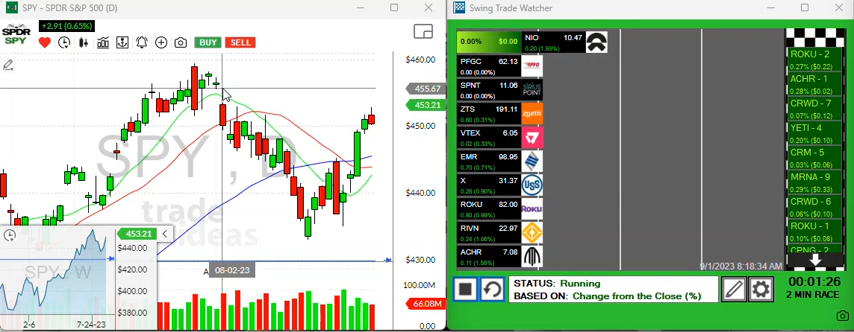 SPY - SPDR S&P 500 (D)
SPDR
SPY
+2.91 (0.65%)
BUY
SELL
$460.00
455.67
453.21
$450.00
$440.00
$430.00
SPY , D
trade
ideas
453.21
$440.00
$420.00
$400.00
$380.00
SPY , W
2-6
7-24-23
A
08-02-23
100.00M
66.08M
0.00
Swing Trade Watcher
0.00%
$0.00
NIO
10.47
0.20 (1.95%)
PFGC
62.13
0.00 (0.00%)
SPNT
11.06
0.00 (0.00%)
SIRIUS
POINT
ZTS
191.11
0.60 (0.31%)
zoetis
VTEX
6.05
0.02 (0.33%)
EMR
98.95
0.70 (0.71%)
X
31.37
0.28 (0.90%)
USS
ROKU
82.00
0.80 (0.99%)
ROKU
RIVN
22.97
0.24 (1.06%)
ACHR
7.08
0.11 (1.58%)
ROKU - 2
0.27% ($0.22)
ACHR - 1
0.28% ($0.02)
CRWD - 7
0.07% ($0.12)
YETI - 4
0.20% ($0.10)
CRM - 5
0.03% ($0.06)
MRNA - 9
0.29% ($0.33)
CRWD - 6
0.06% ($0.10)
ROKU - 1
0.10% ($0.08)
CPNG - 2
9/1/2023 8:18:34 AM
STATUS: Running
BASED ON: Change from the Close (%)
00:01:26
2 MIN RACE